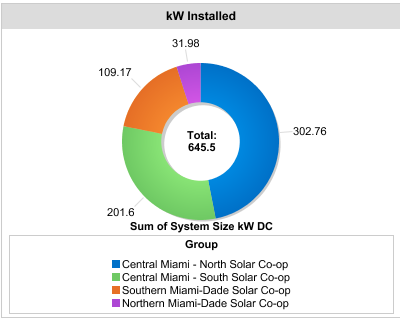 kW Installed
31.98
109.17
302.76
Total:
645.5
201.6
Sum of System Size kW DC
Group
Central Miami - North Solar Co-op
Central Miami - South Solar Co-op
Southern Miami-Dade Solar Co-op
Northern Miami-Dade Solar Co-op